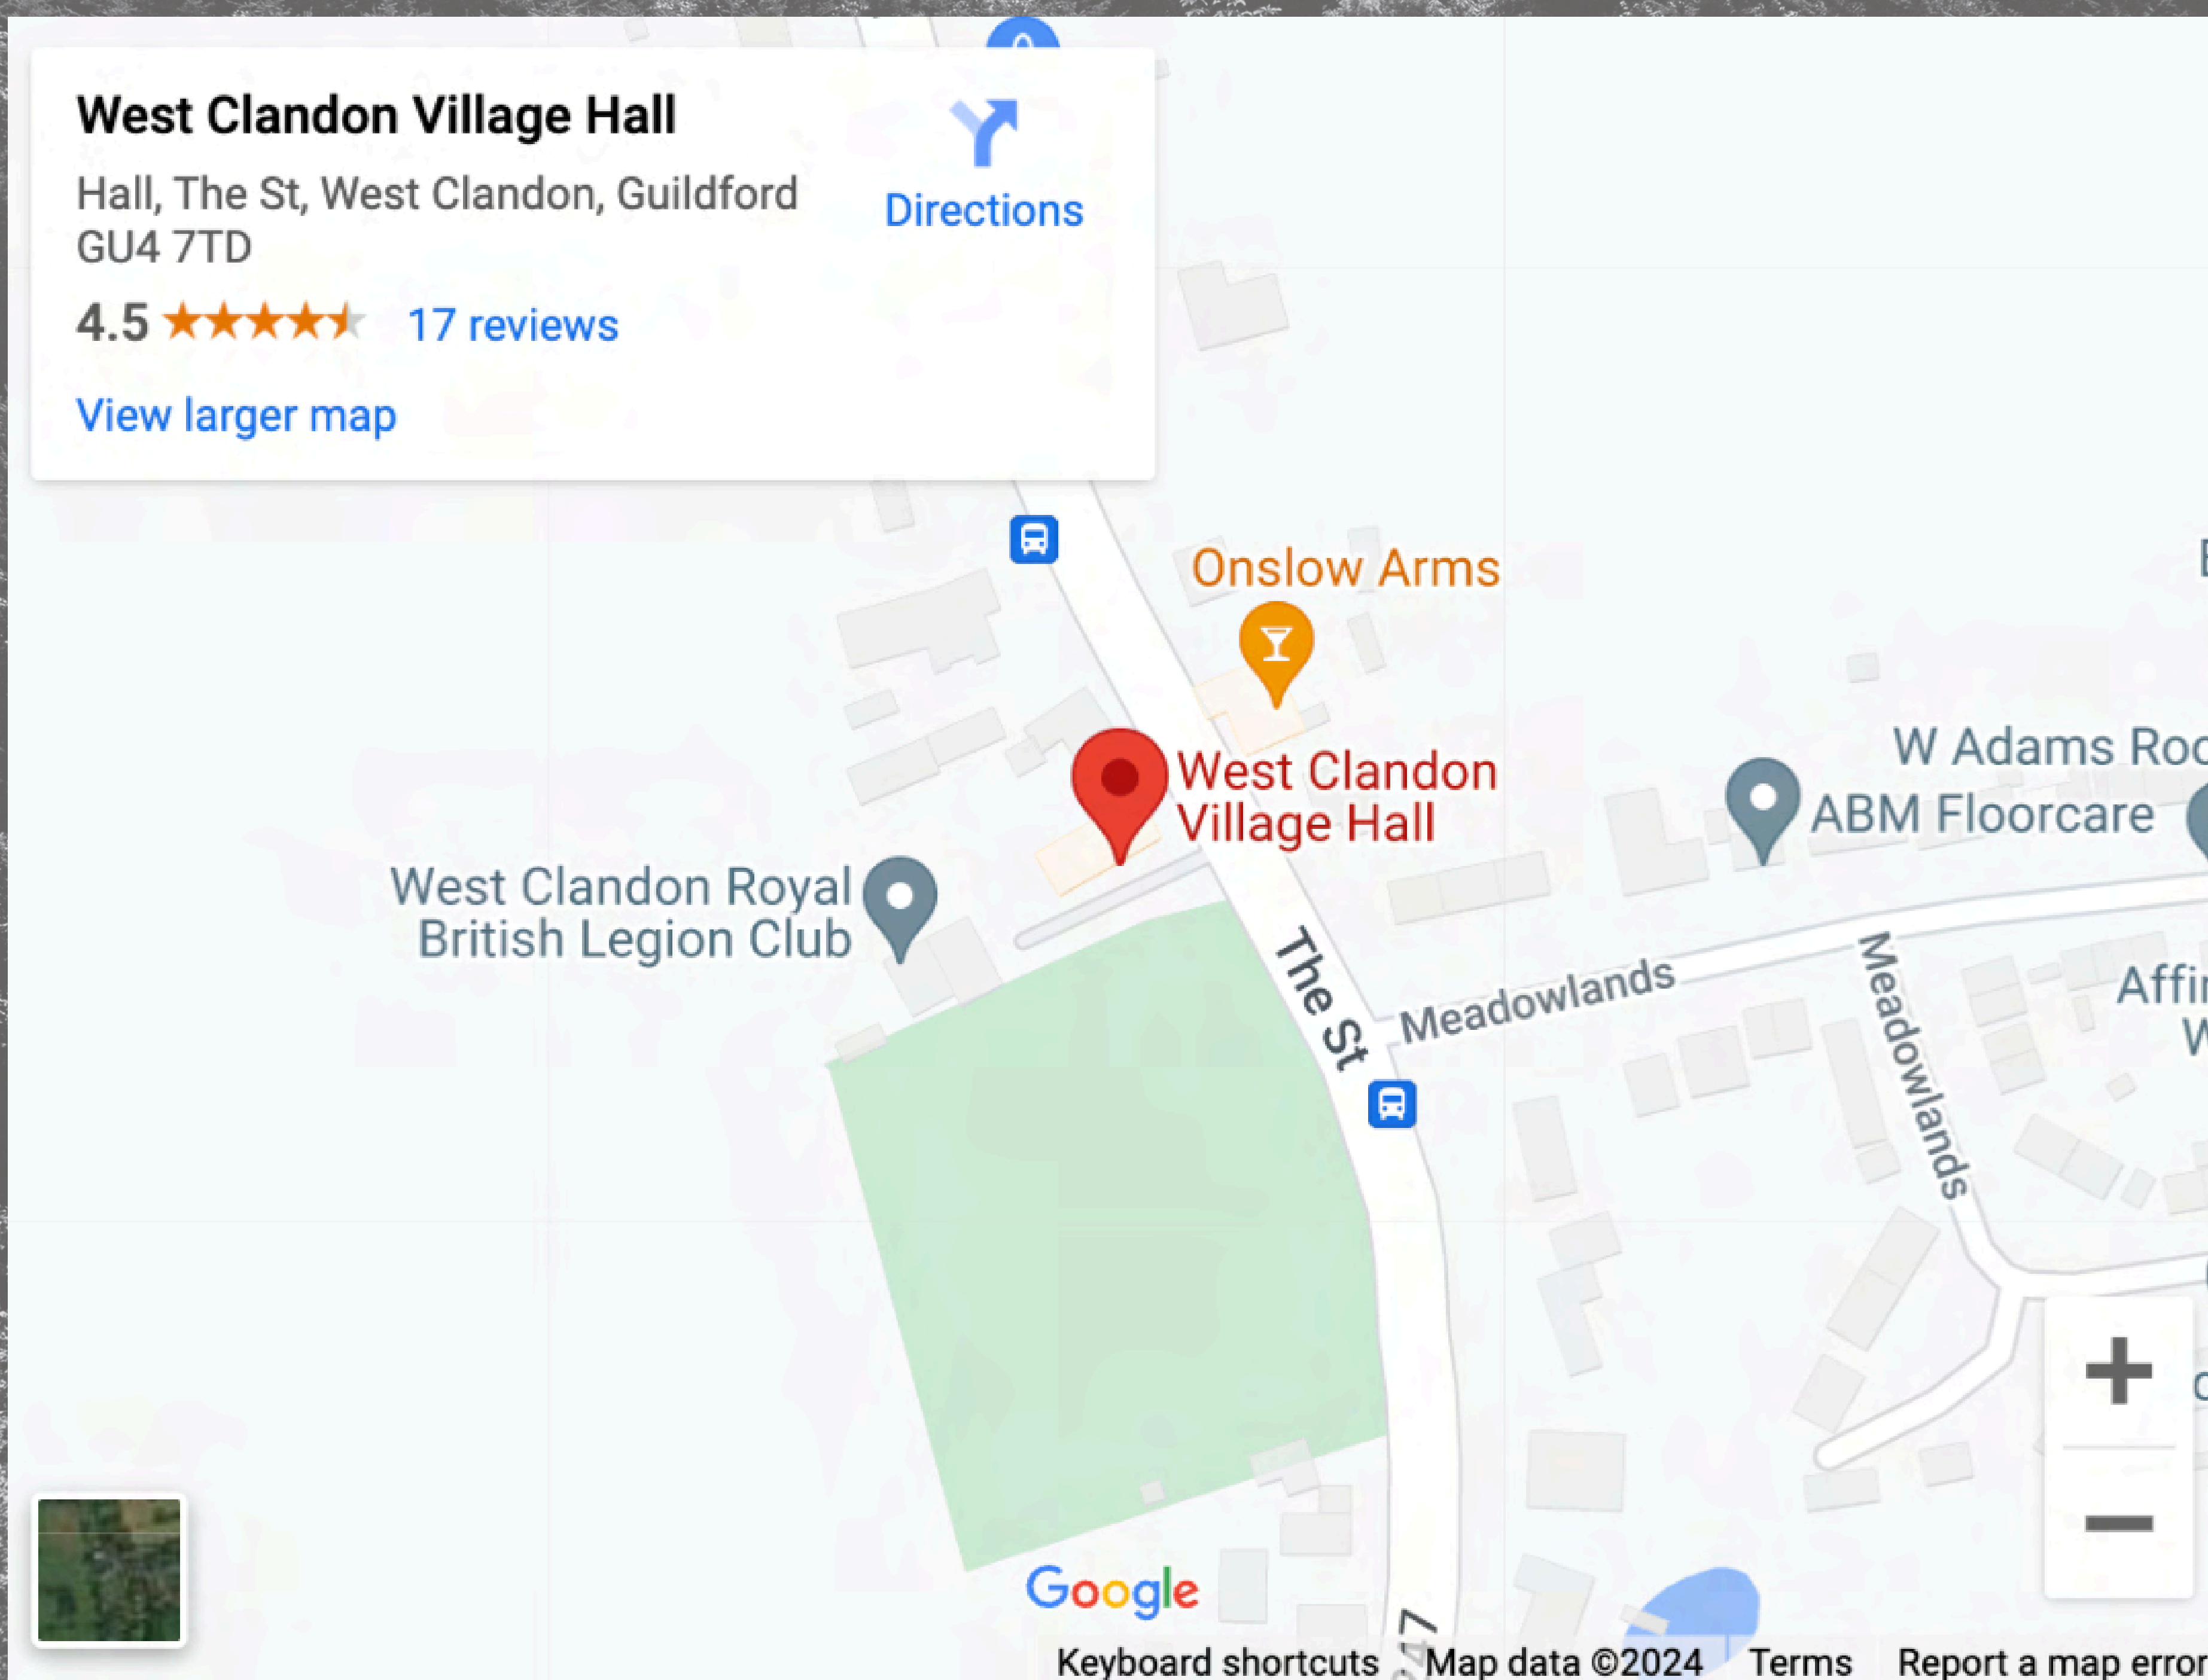 West Clandon Village Hall
Hall, The St, West Clandon, Guildford
GU4 7TD
4.5
17 reviews
View larger map
Directions
Onslow Arms
West Clandon
Village Hall
West Clandon Royal
British Legion Club
W Adams
ABM Floorcare
The St
Meadowlands
Meadowlands
Google
Keyboard shortcuts
Map data ©2024
Terms
Report a map error